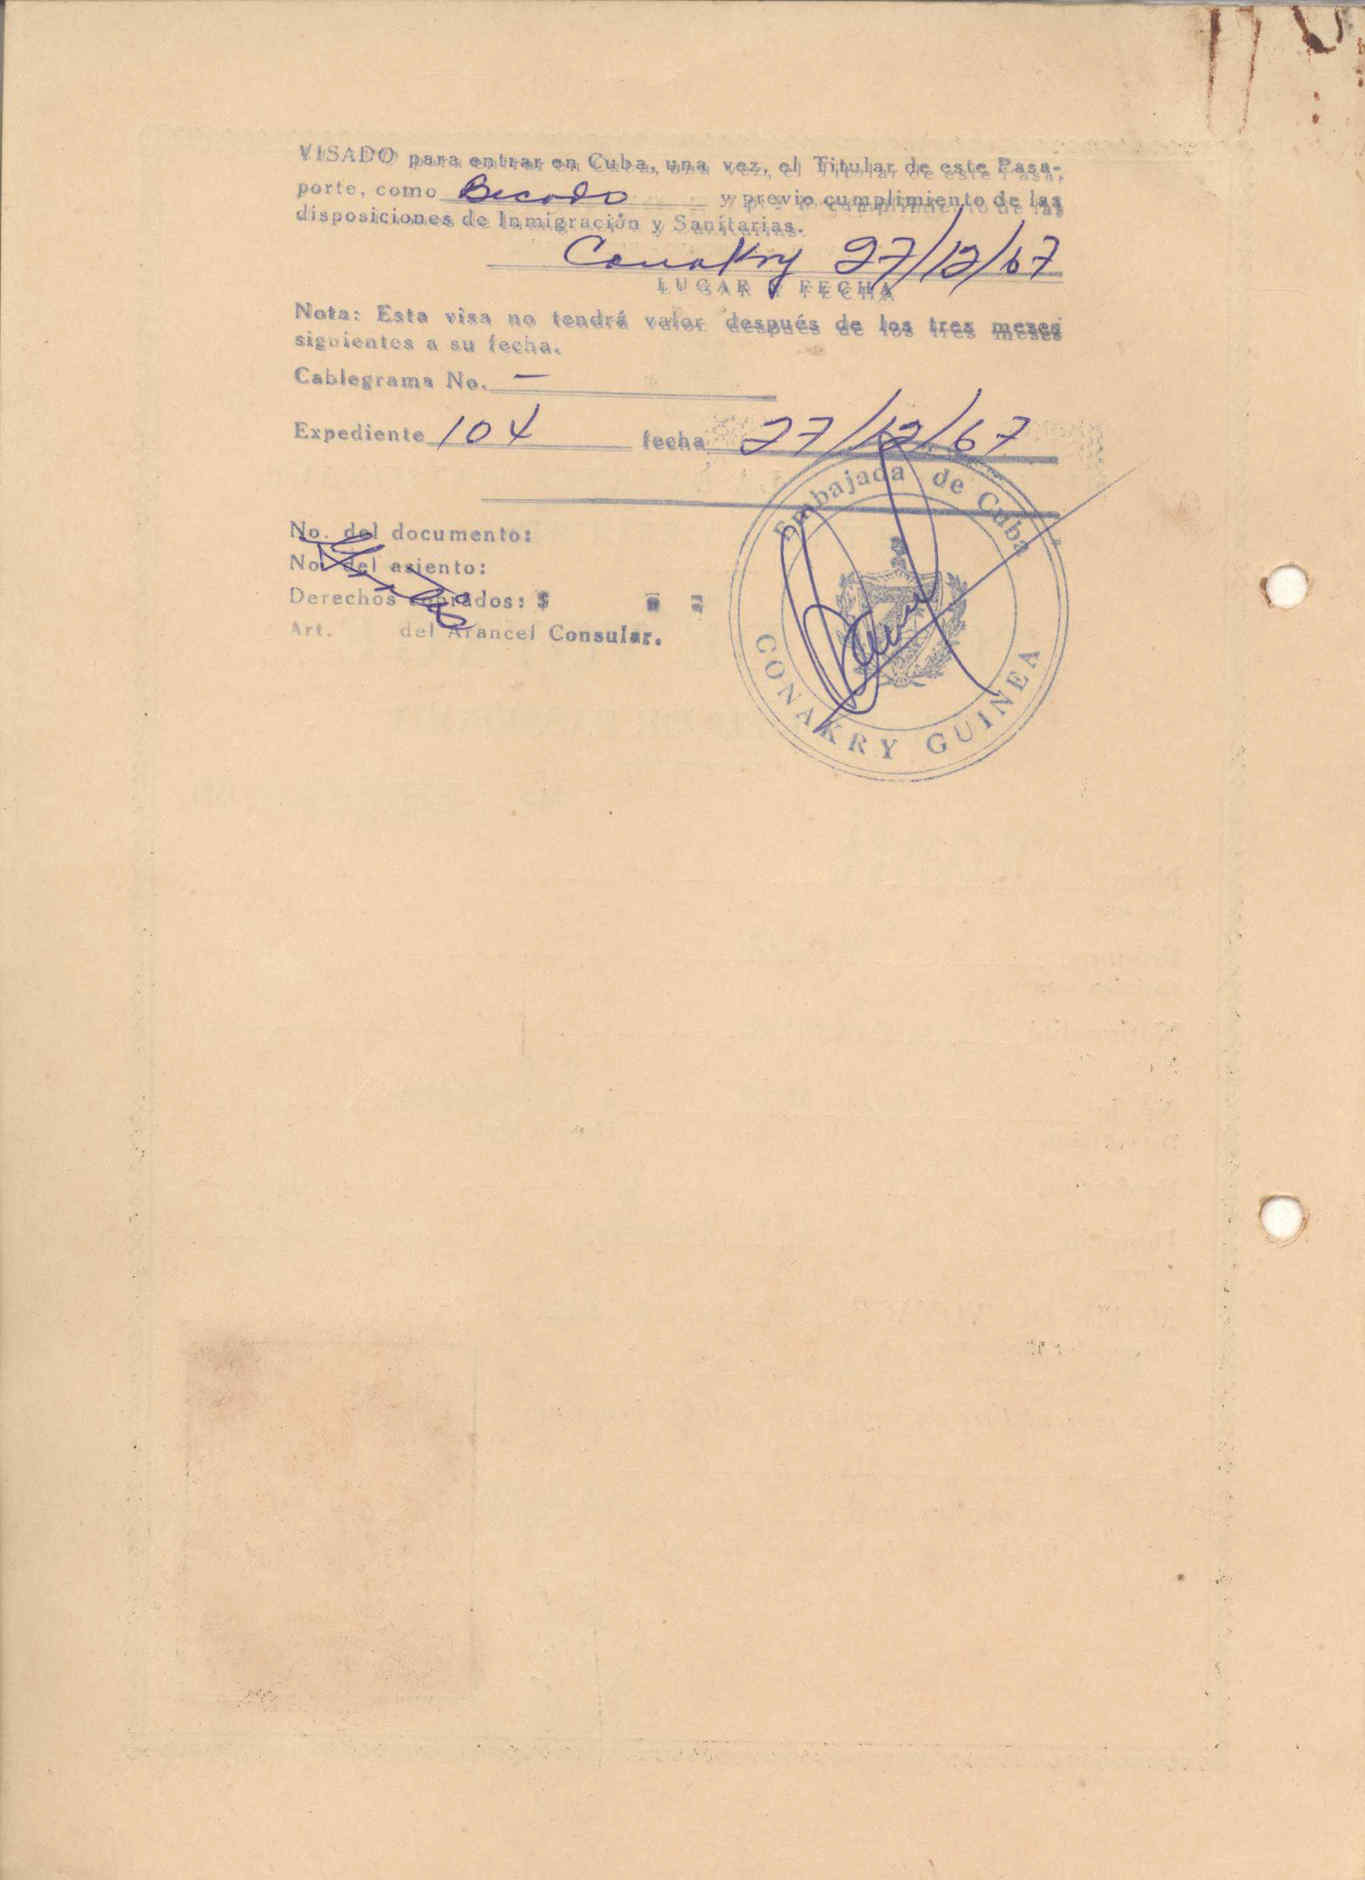 VISADO para entrar en Cuba, una vez, el Titular de este Pasa-
porte, como Becado y previo cumplimiento de las
disposiciones de Inmigración y Sanitarias.
Conakry 27/12/67
LUGAR Y FECHA
Nota: Esta visa no tendrá valor después de los tres meses
siguientes a su fecha.
Cablegrama No. —
Expediente 104 fecha 27/12/67
No. del documento:
No. del asiento:
Derechos cobrados: $
Art. del Arancel Consular.
Embajada de Cuba
CONAKRY GUINEA